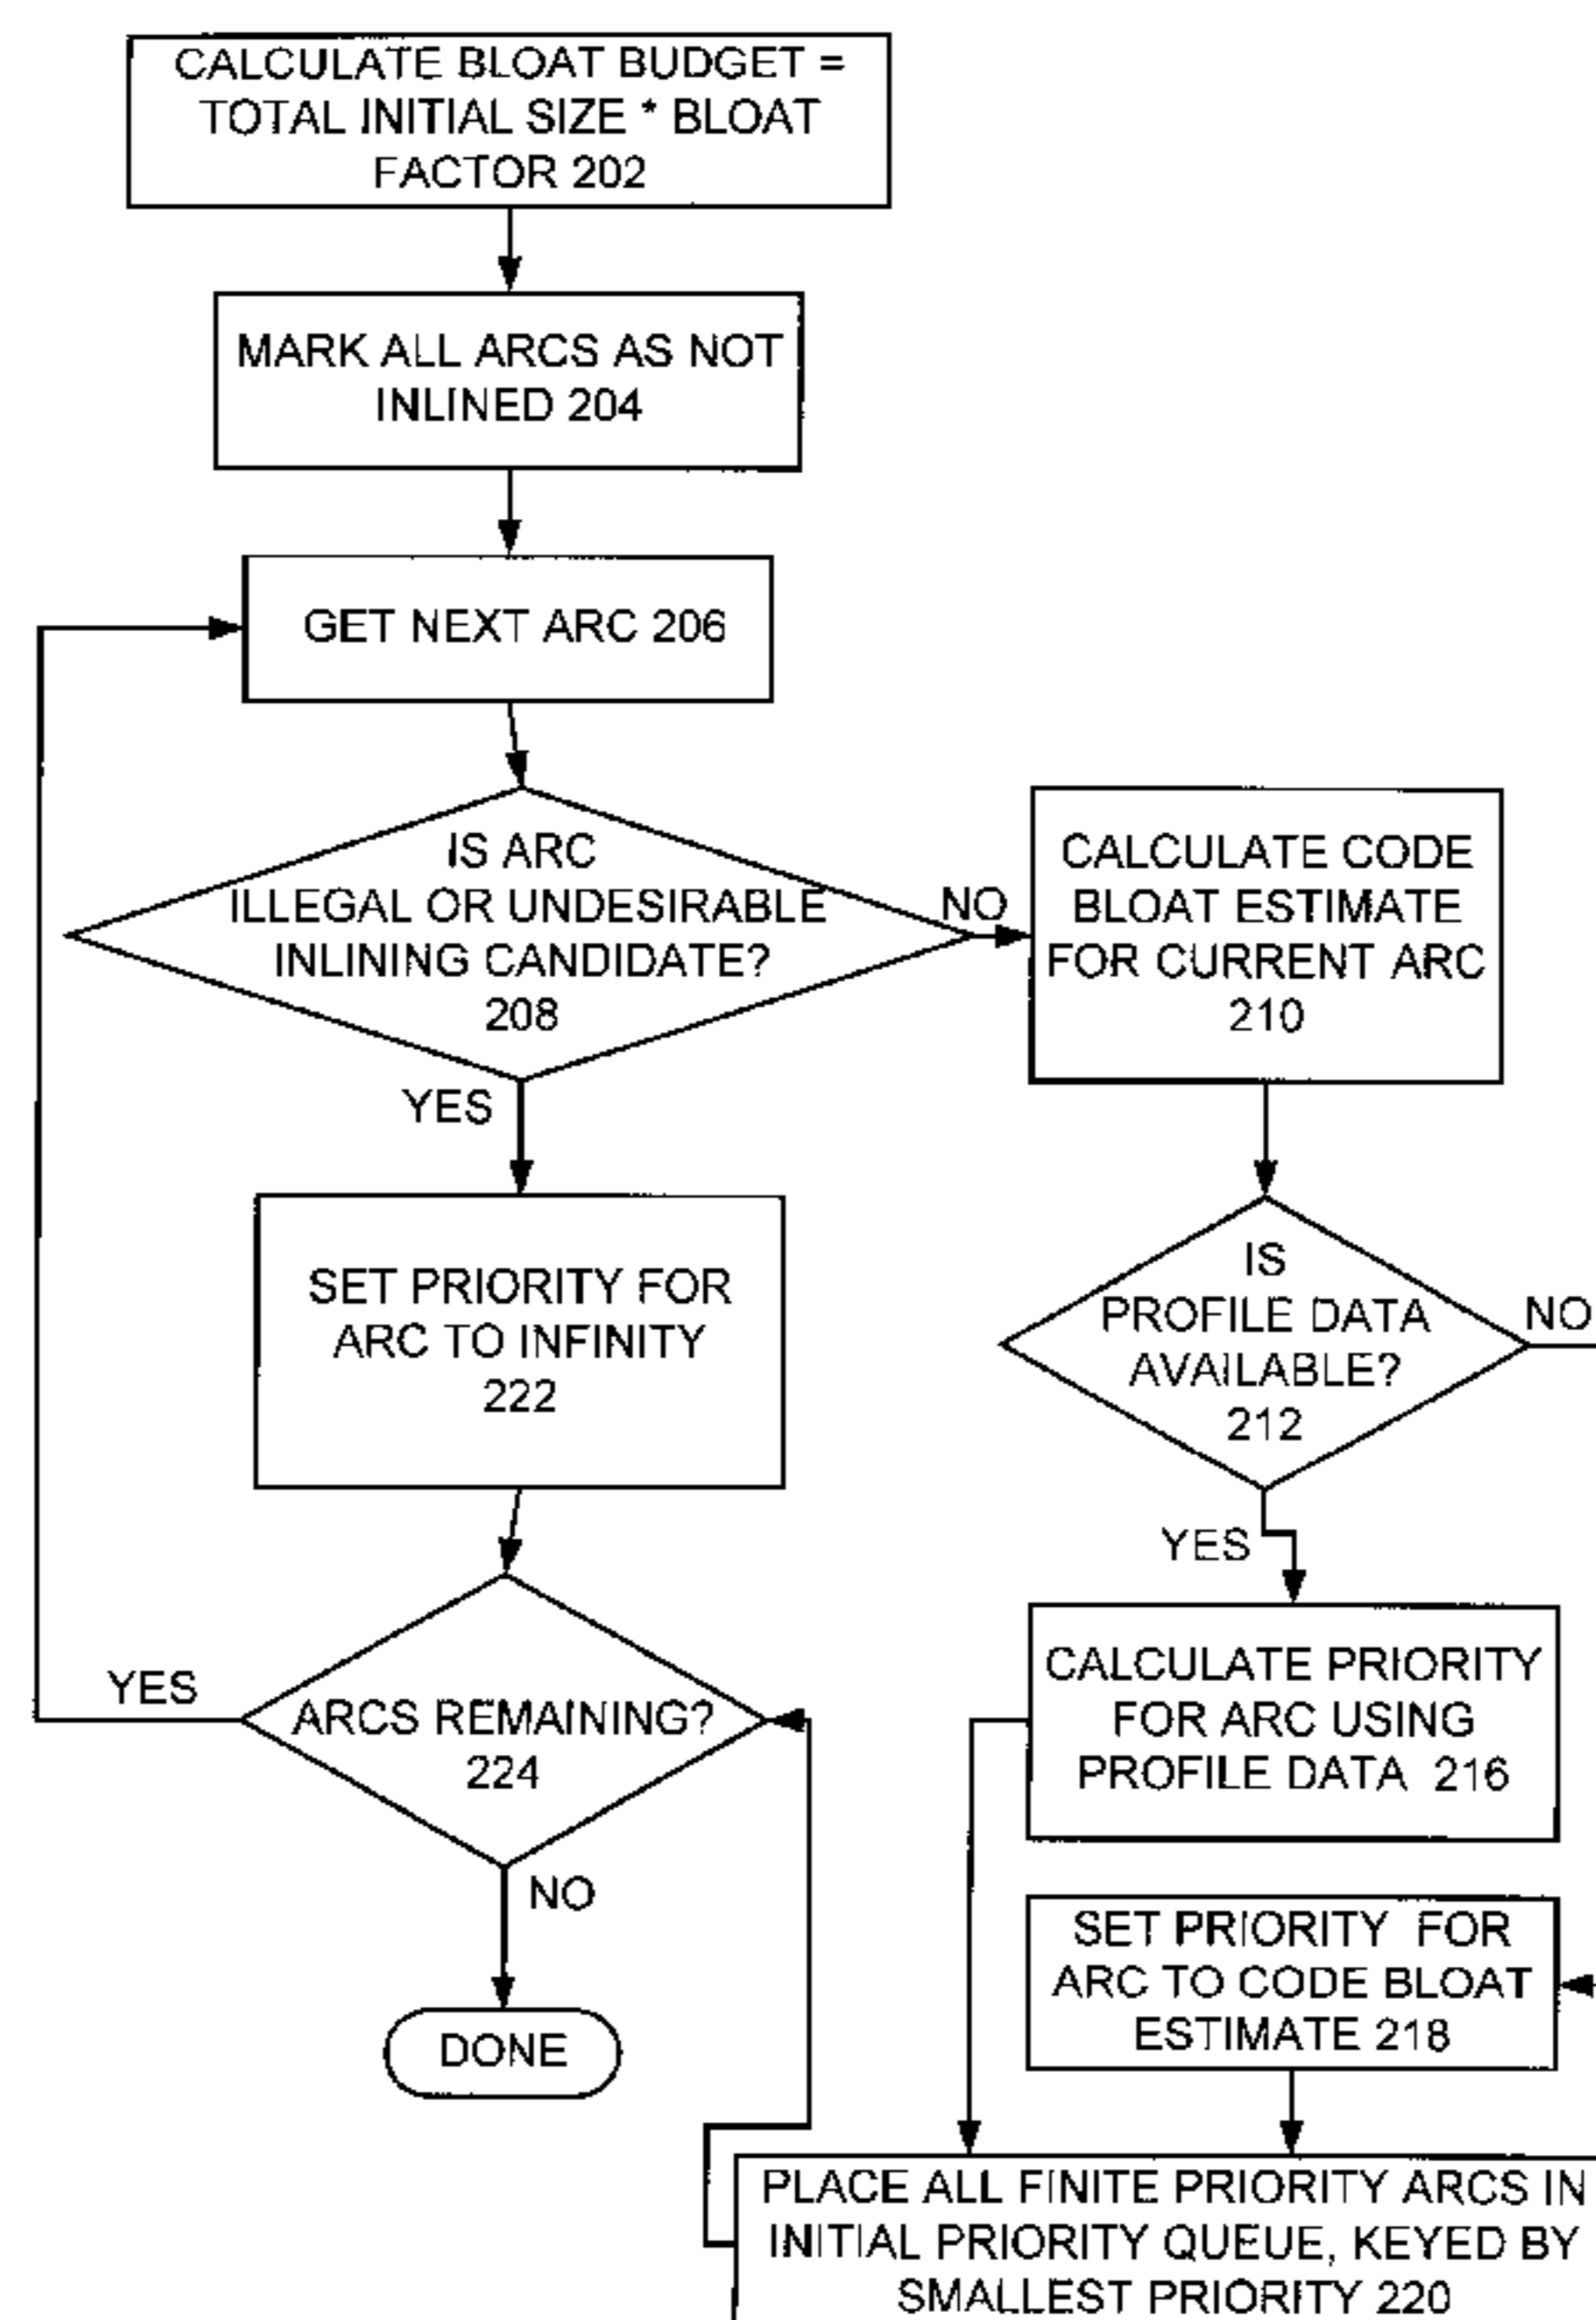 CALCULATE BLOAT BUDGET =
TOTAL INITIAL SIZE * BLOAT
FACTOR 202
MARK ALL ARCS AS NOT
INLINED 204
GET NEXT ARC 206
IS ARC
ILLEGAL OR UNDESIRABLE
INLINING CANDIDATE?
208
NO
CALCULATE CODE
BLOAT ESTIMATE
FOR CURRENT ARC
210
YES
SET PRIORITY FOR
ARC TO INFINITY
222
IS
PROFILE DATA
AVAILABLE?
212
NO
YES
CALCULATE PRIORITY
FOR ARC USING
PROFILE DATA 216
YES
ARCS REMAINING?
224
NO
DONE
SET PRIORITY FOR
ARC TO CODE BLOAT
ESTIMATE 218
PLACE ALL FINITE PRIORITY ARCS IN
INITIAL PRIORITY QUEUE, KEYED BY
SMALLEST PRIORITY 220